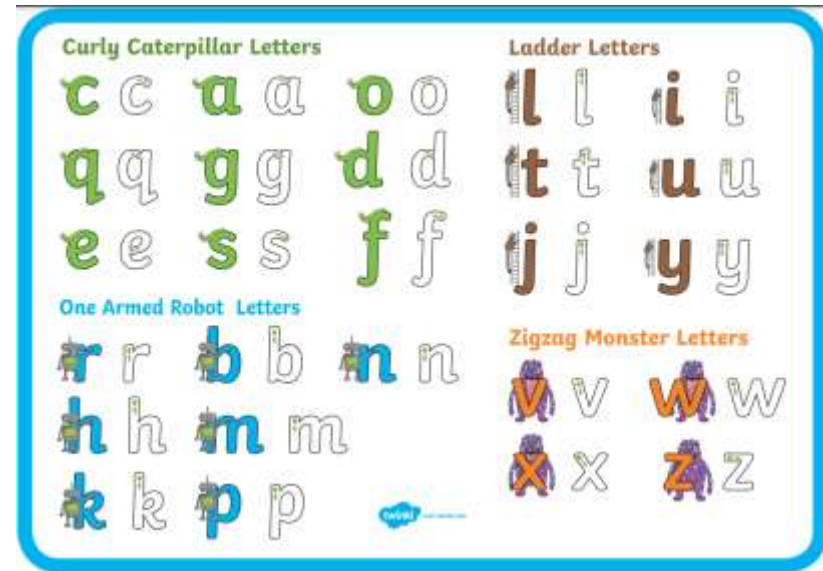 Curly Caterpillar Letters
c c a a o o
q q g g d d
e e s s f f
One Armed Robot Letters
r r b b n n
h h m m
k k p p
Ladder Letters
l l i i
t t u u
j j y y
Zigzag Monster Letters
v v w w
x x z z
twinkl